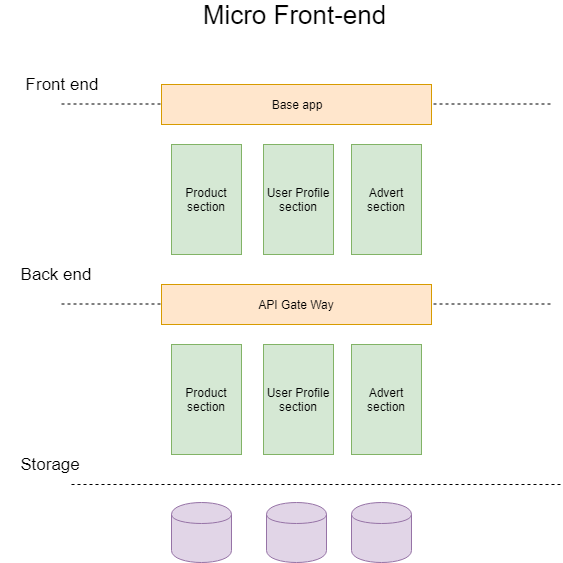 Micro Front-end
Front end
Base app
Product
section
User Profile
section
Advert
section
Back end
API Gate Way
Product
section
User Profile
section
Advert
section
Storage